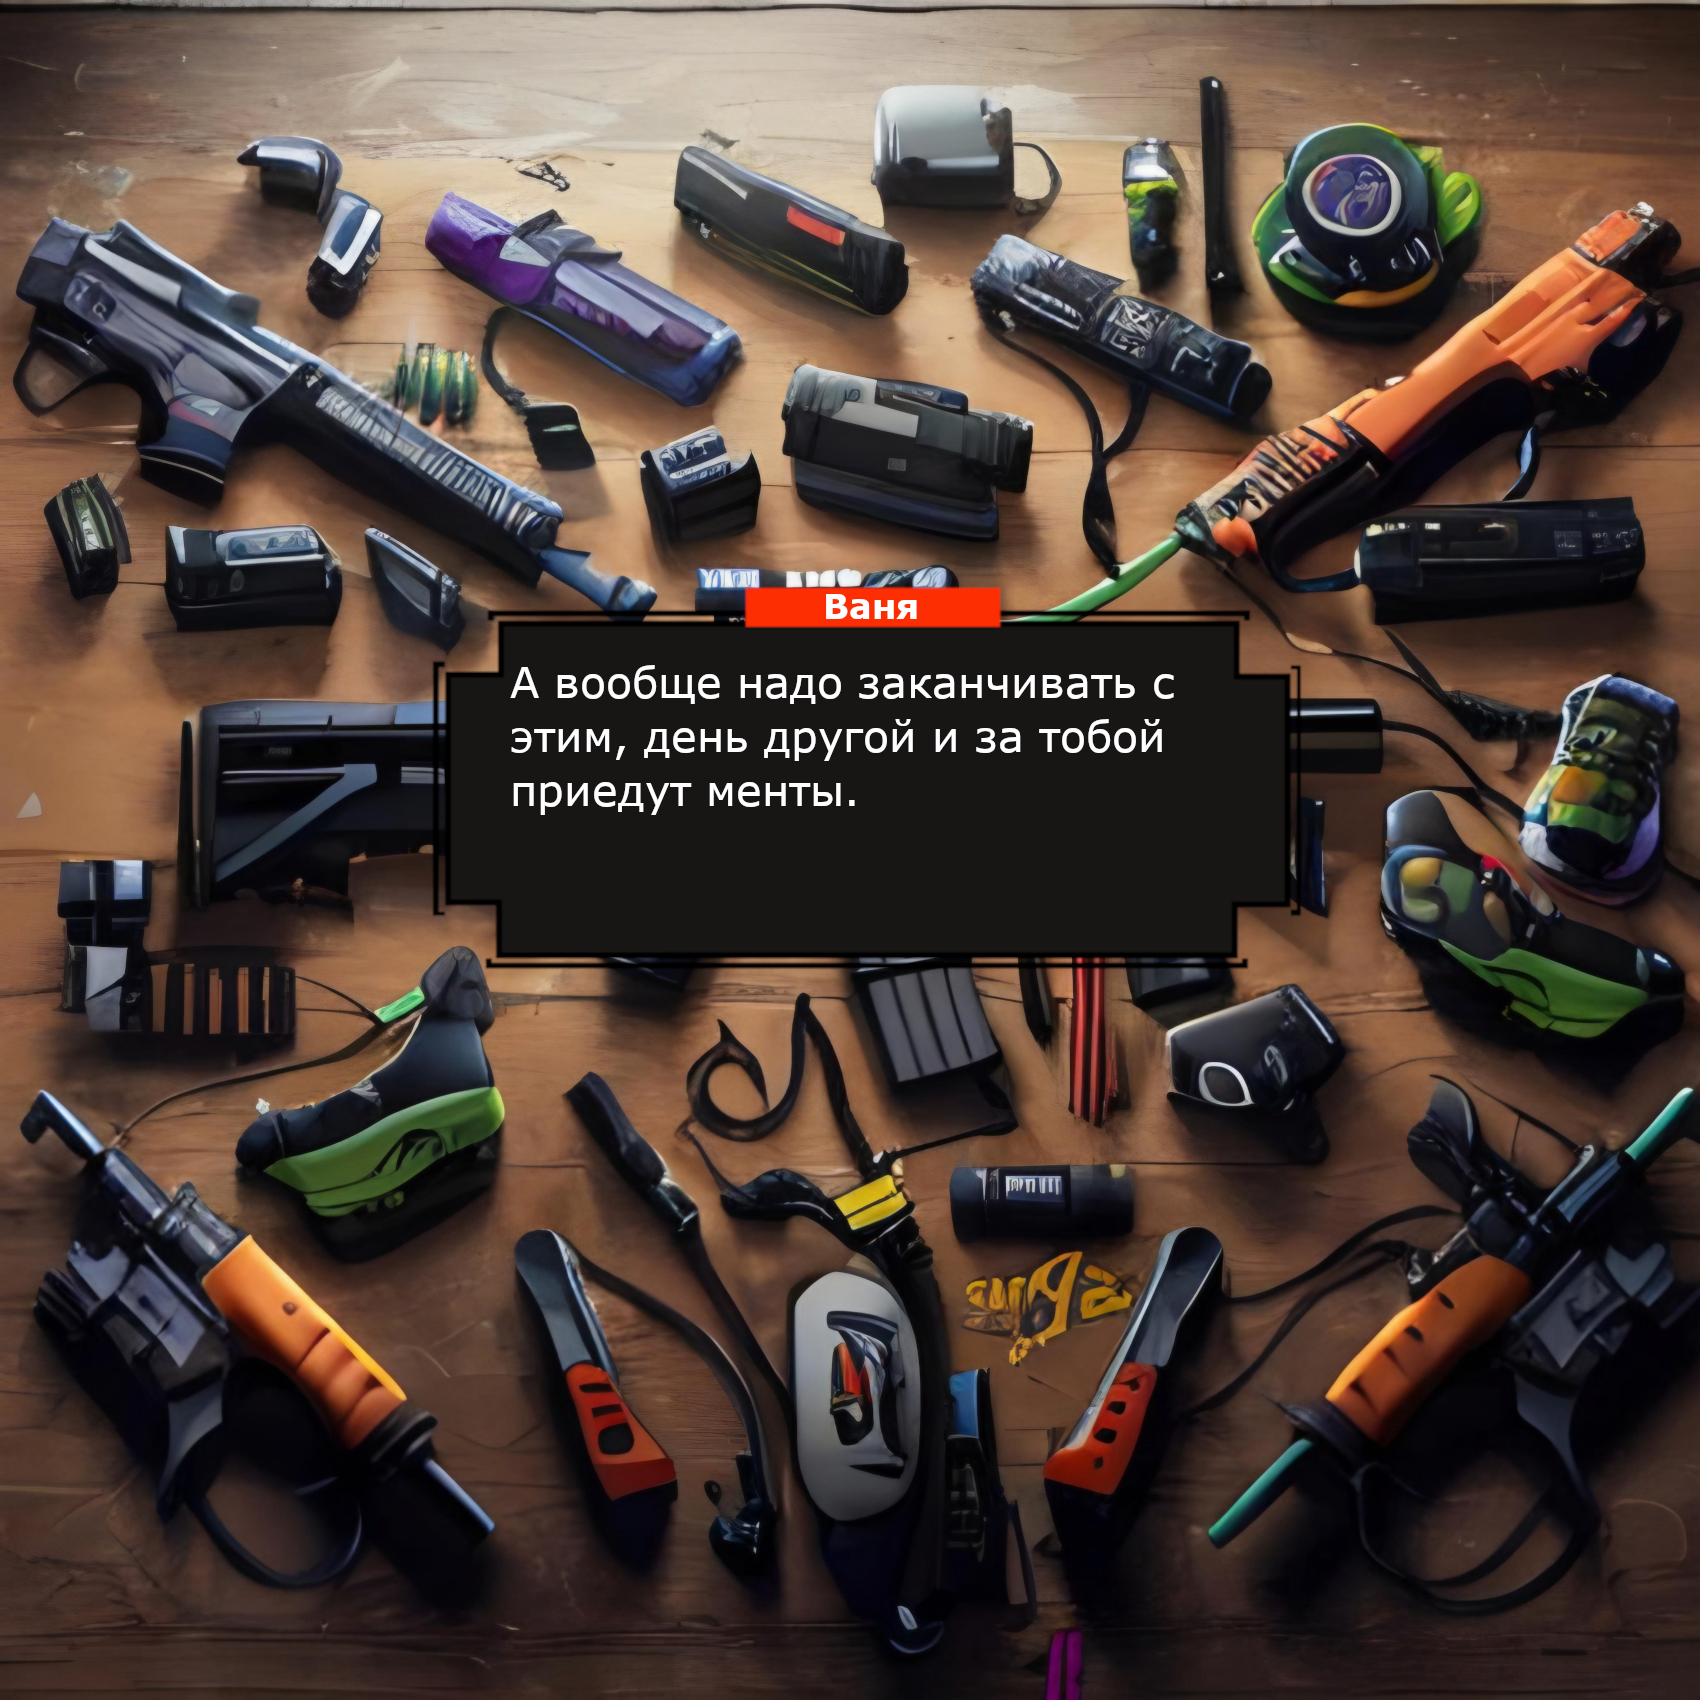 Ваня
А вообще надо заканчивать с
этим, день другой и за тобой
приедут менты.